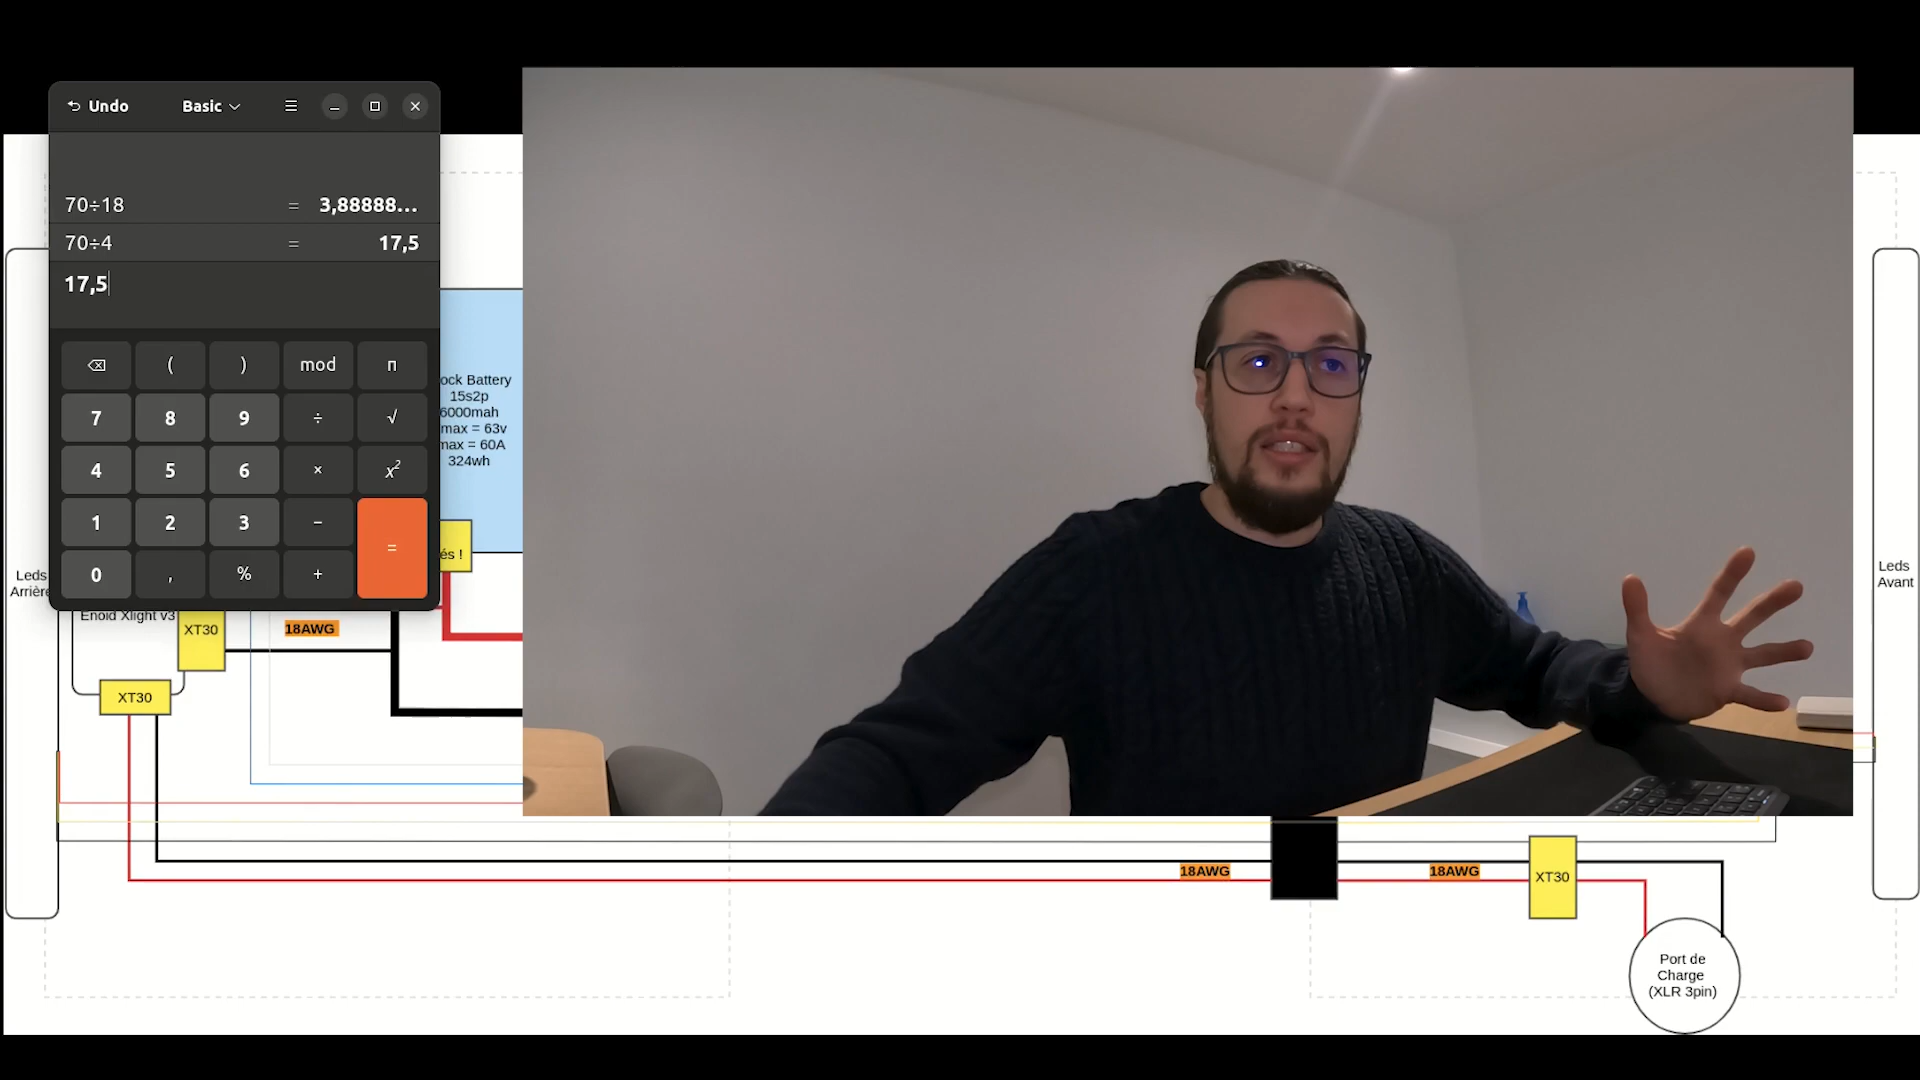 Undo
Basic
70÷18 = 3,88888...
70÷4 = 17,5
17,5
( ) mod π
7 8 9 ÷ √
4 5 6 × x²
1 2 3 − =
0 , % +
15s2p
6000mah
max = 63v
max = 60A
324wh
Battery
és !
Leds
Arrière
Enoid Xlight v3
XT30
18AWG
XT30
18AWG
18AWG
XT30
Port de
Charge
(XLR 3pin)
Leds
Avant